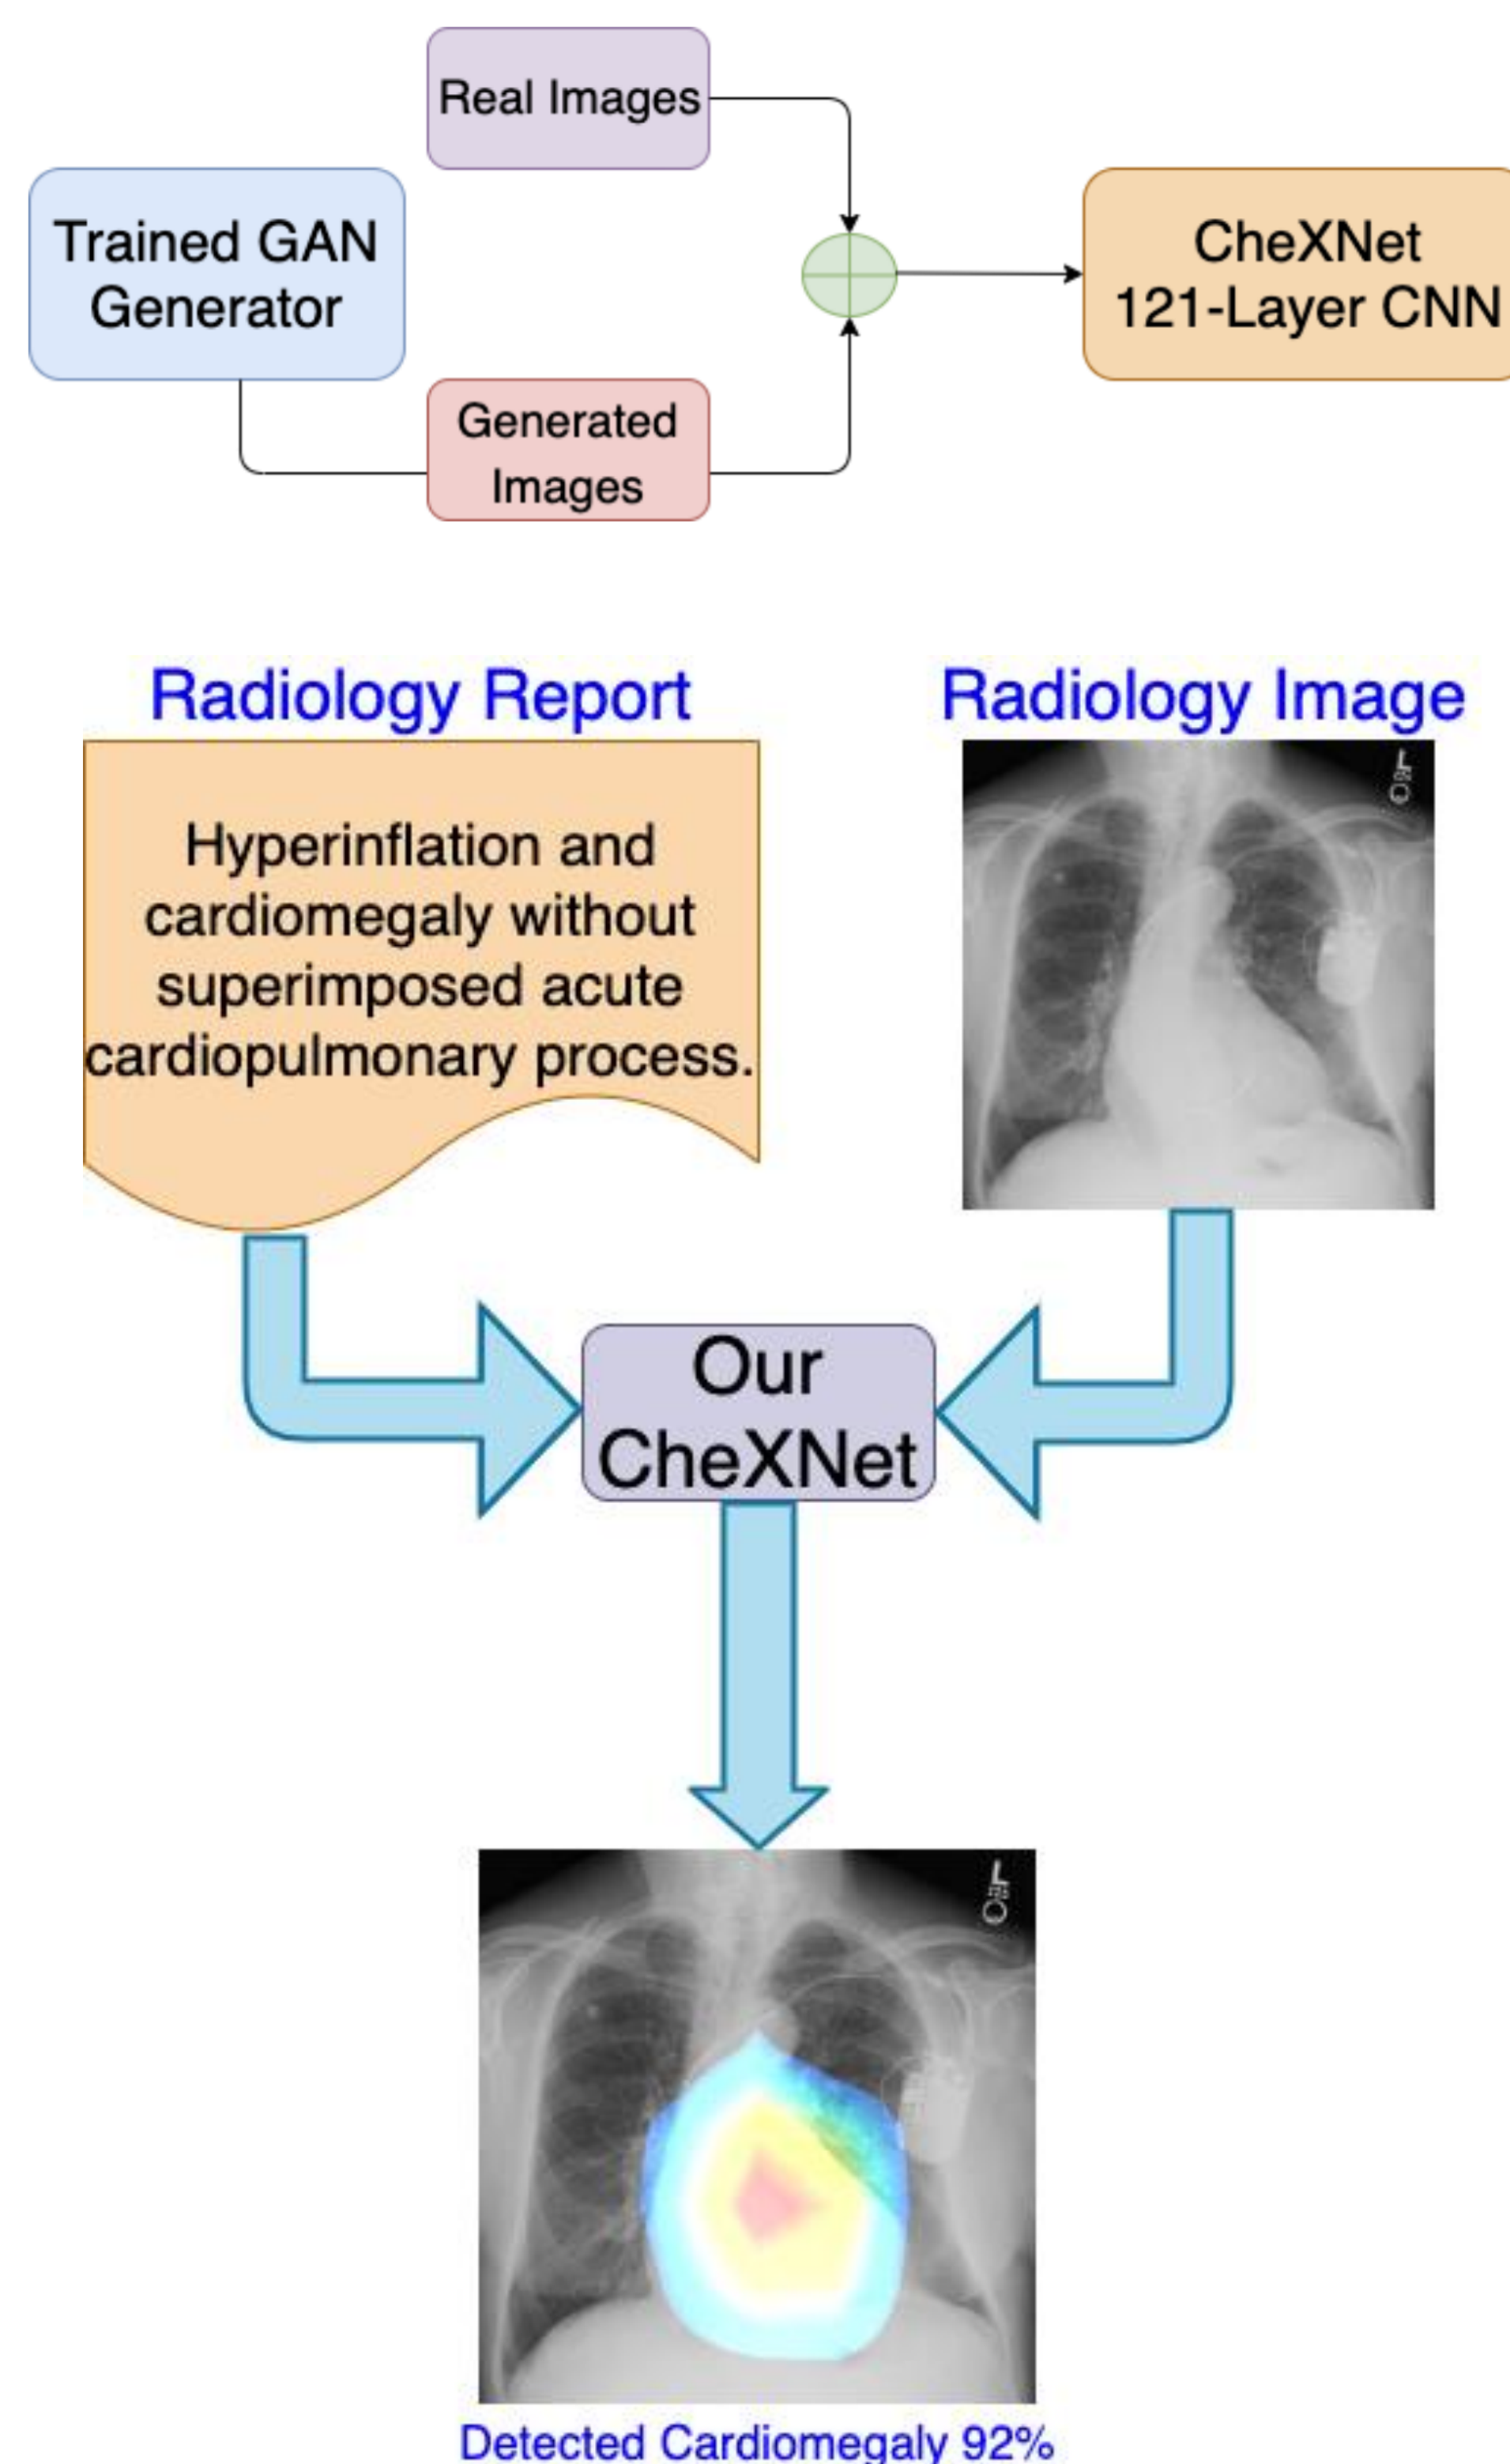 Real Images
Trained GAN
Generator
CheXNet
121-Layer CNN
Generated
Images
Radiology Report
Radiology Image
Hyperinflation and
cardiomegaly without
superimposed acute
cardiopulmonary process.
L
Our
CheXNet
L
Detected Cardiomegaly 92%